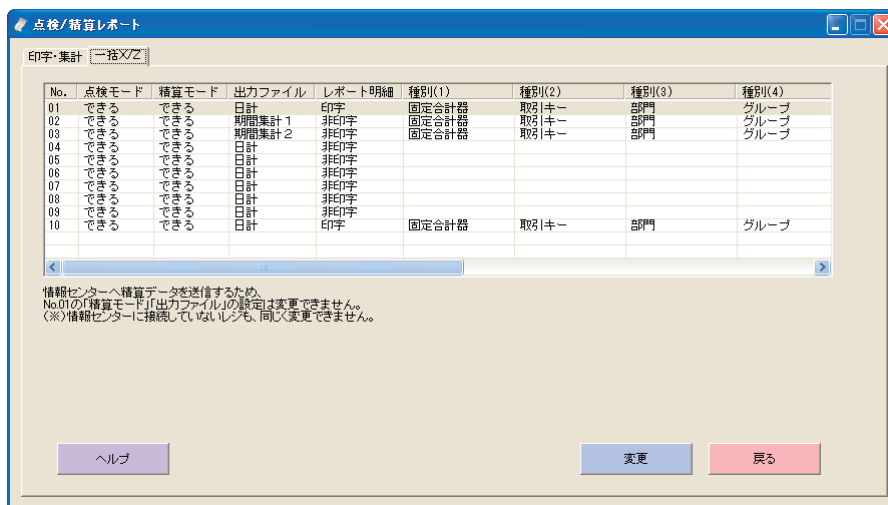 点検/精算レポート
印字・集計 一括X/Z
No. 点検モード 精算モード 出力ファイル レポート明細 種別(1) 種別(2) 種別(3) 種別(4)
01 できる できる 日計 印字 固定合計器 取引キー 部門 グループ
02 できる できる 期間集計1 非印字 固定合計器 取引キー 部門 グループ
03 できる できる 期間集計2 非印字 固定合計器 取引キー 部門 グループ
04 できる できる 日計 非印字
05 できる できる 日計 非印字
06 できる できる 日計 非印字
07 できる できる 日計 非印字
08 できる できる 日計 非印字
09 できる できる 日計 非印字
10 できる できる 日計 印字 固定合計器 取引キー 部門 グループ
情報センターへ精算データを送信するため、
No.01の「精算モード」「出力ファイル」の設定は変更できません。
(※)情報センターに接続していないレジも、同じく変更できません。
ヘルプ 変更 戻る